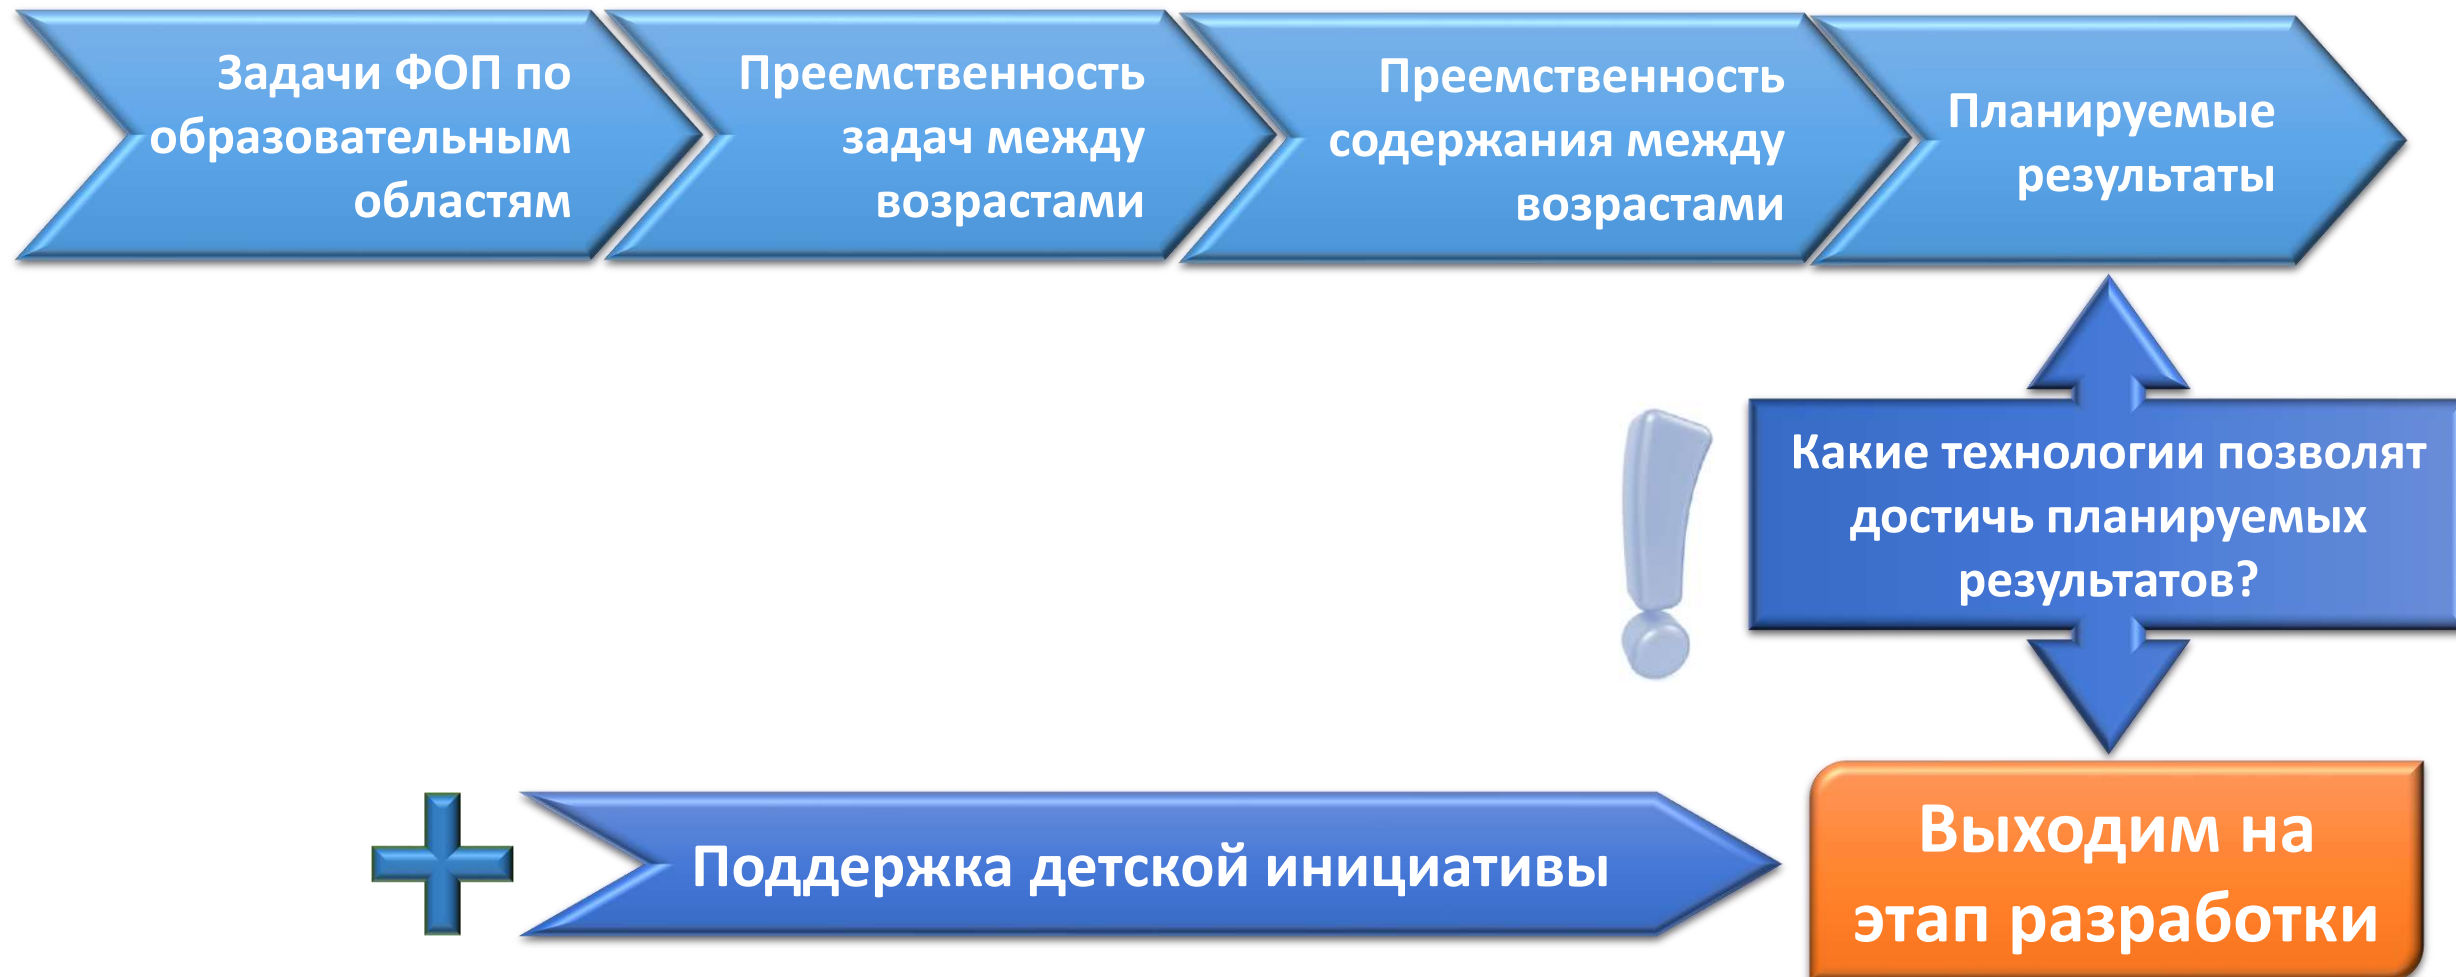 Задачи ФОП по
образовательным
областям
Преемственность
задач между
возрастами
Преемственность
содержания между
возрастами
Планируемые
результаты
Какие технологии позволят
достичь планируемых
результатов?
Поддержка детской инициативы
Выходим на
этап разработки